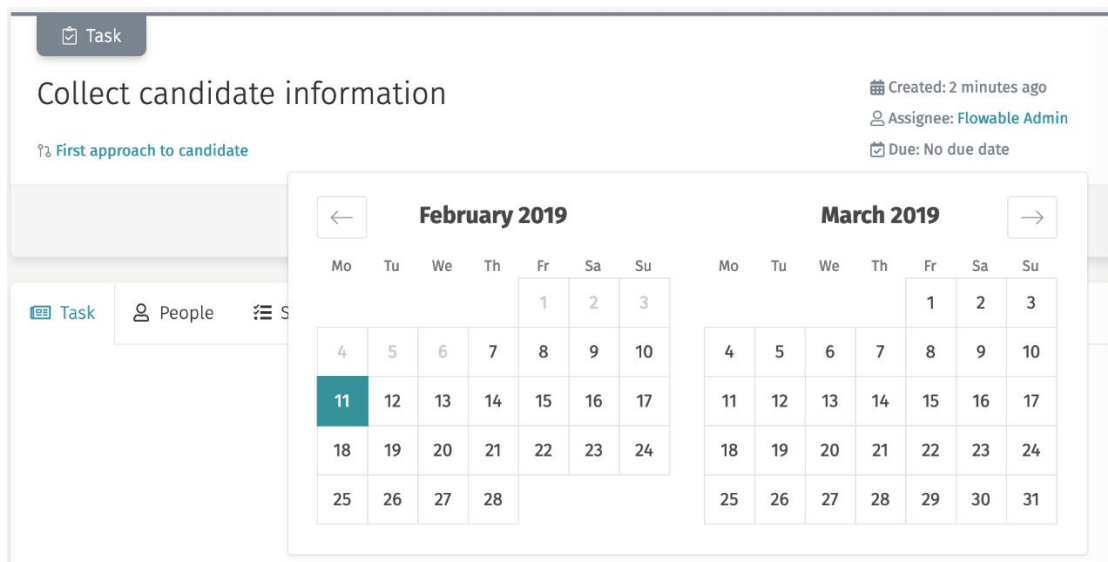 Task
Collect candidate information
First approach to candidate
Created: 2 minutes ago
Assignee: Flowable Admin
Due: No due date
Task People S
February 2019
Mo Tu We Th Fr Sa Su
1 2 3
4 5 6 7 8 9 10
11 12 13 14 15 16 17
18 19 20 21 22 23 24
25 26 27 28
March 2019
Mo Tu We Th Fr Sa Su
1 2 3
4 5 6 7 8 9 10
11 12 13 14 15 16 17
18 19 20 21 22 23 24
25 26 27 28 29 30 31